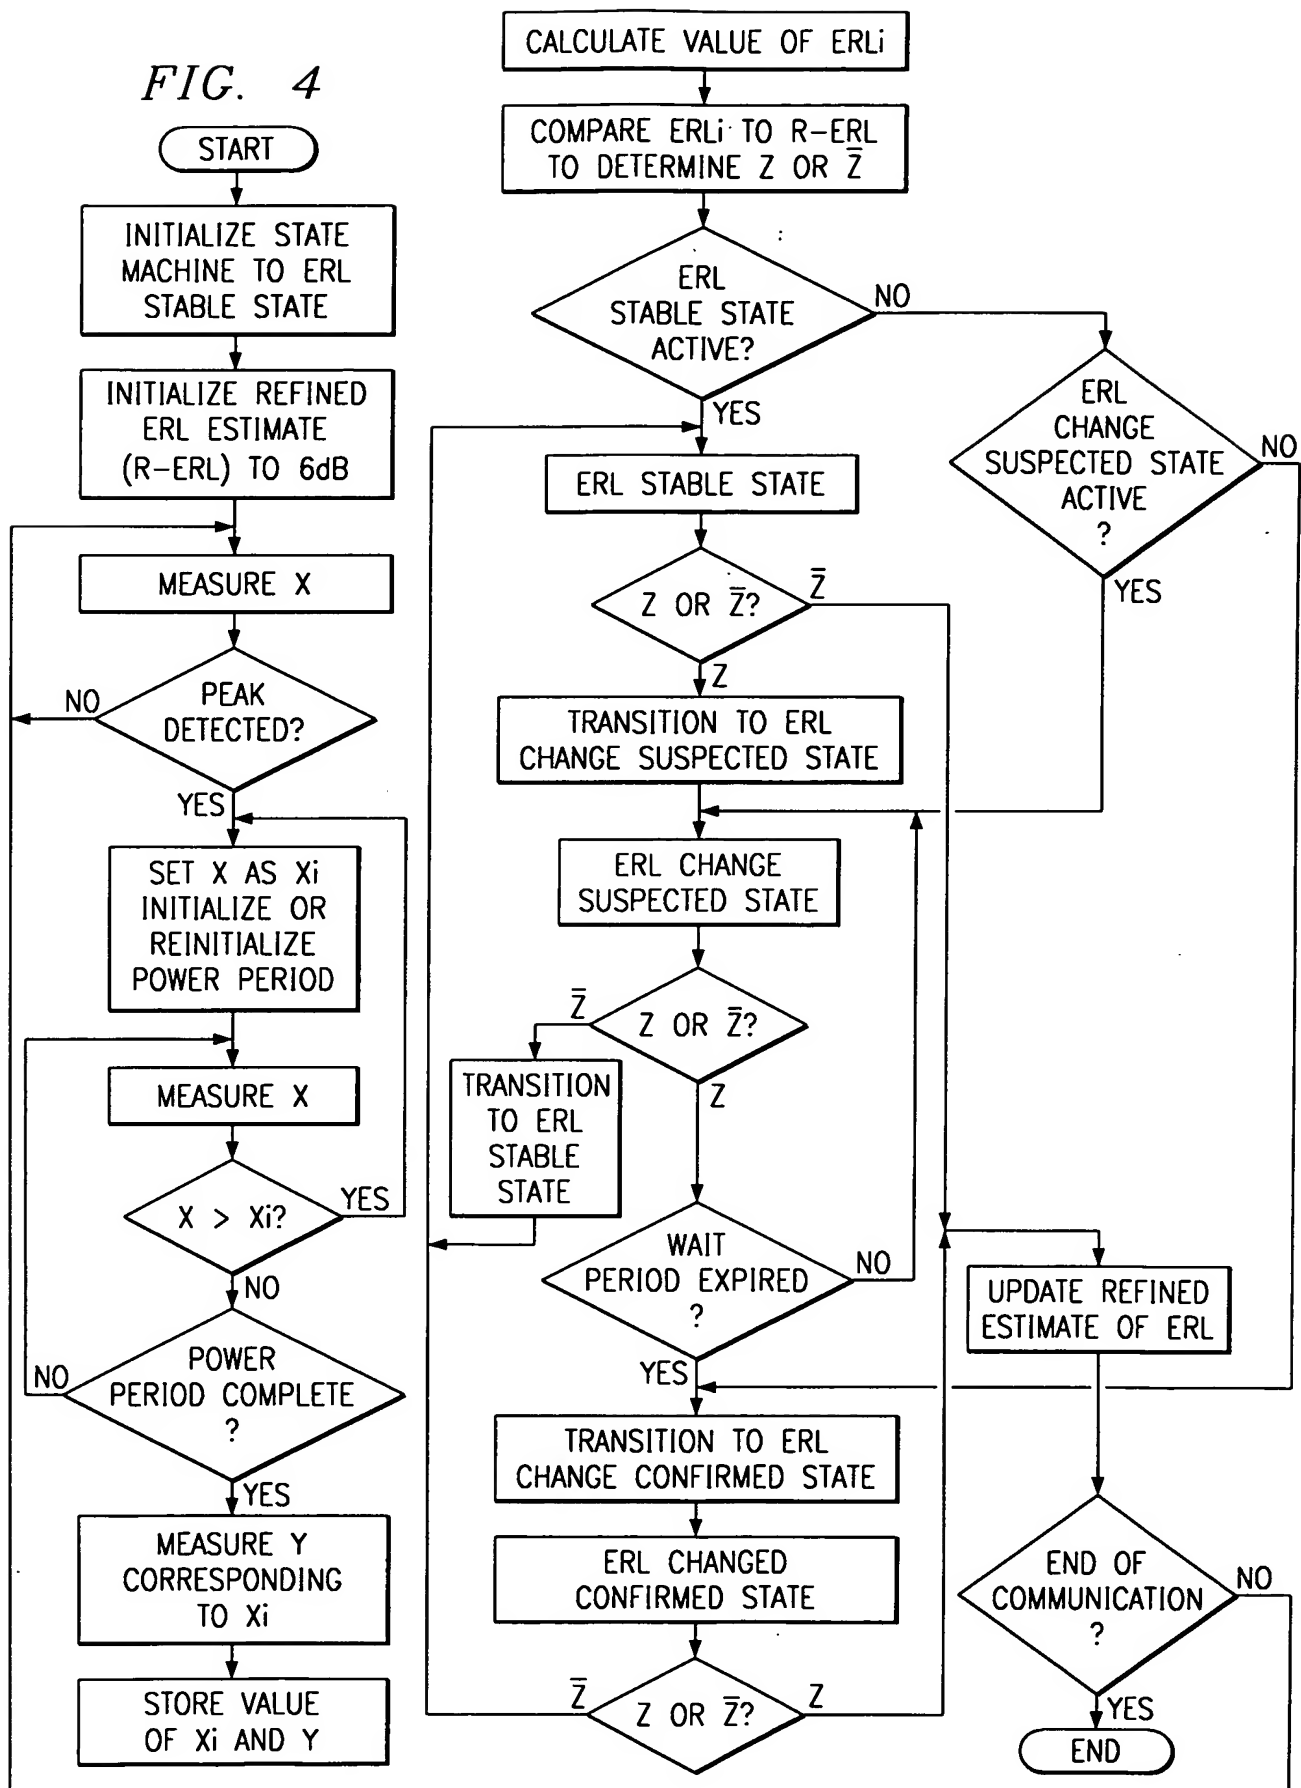 FIG. 4
START
INITIALIZE STATE
MACHINE TO ERL
STABLE STATE
INITIALIZE REFINED
ERL ESTIMATE
(R-ERL) TO 6dB
MEASURE X
PEAK
DETECTED?
NO
YES
SET X AS Xi
INITIALIZE OR
REINITIALIZE
POWER PERIOD
MEASURE X
X > Xi?
YES
NO
POWER
PERIOD COMPLETE
?
NO
YES
MEASURE Y
CORRESPONDING
TO Xi
STORE VALUE
OF Xi AND Y
CALCULATE VALUE OF ERLi
COMPARE ERLi TO R-ERL
TO DETERMINE Z OR Z̅
ERL
STABLE STATE
ACTIVE?
NO
YES
ERL STABLE STATE
Z OR Z̅?
Z̅
Z
TRANSITION TO ERL
CHANGE SUSPECTED STATE
ERL CHANGE
SUSPECTED STATE
Z OR Z̅?
Z̅
Z
TRANSITION
TO ERL
STABLE
STATE
WAIT
PERIOD EXPIRED
?
NO
YES
TRANSITION TO ERL
CHANGE CONFIRMED STATE
ERL CHANGED
CONFIRMED STATE
Z OR Z̅?
Z̅
Z
ERL
CHANGE
SUSPECTED STATE
ACTIVE
?
NO
YES
UPDATE REFINED
ESTIMATE OF ERL
END OF
COMMUNICATION
?
NO
YES
END